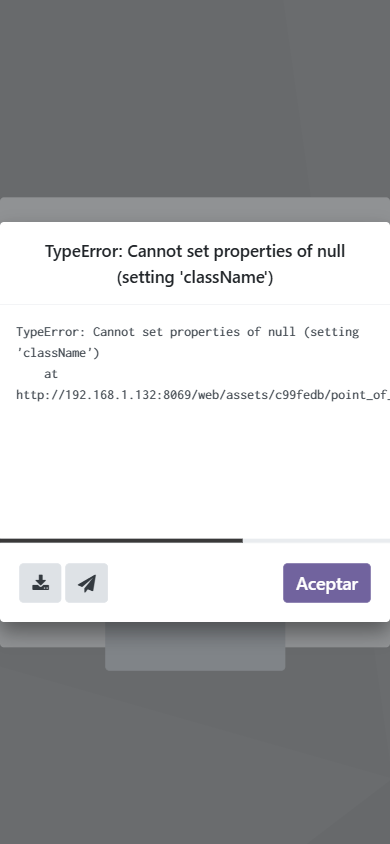 TypeError: Cannot set properties of null
(setting 'className')
TypeError: Cannot set properties of null (setting
'className')
at
http://192.168.1.132:8069/web/assets/c99fedb/point_of_
Aceptar